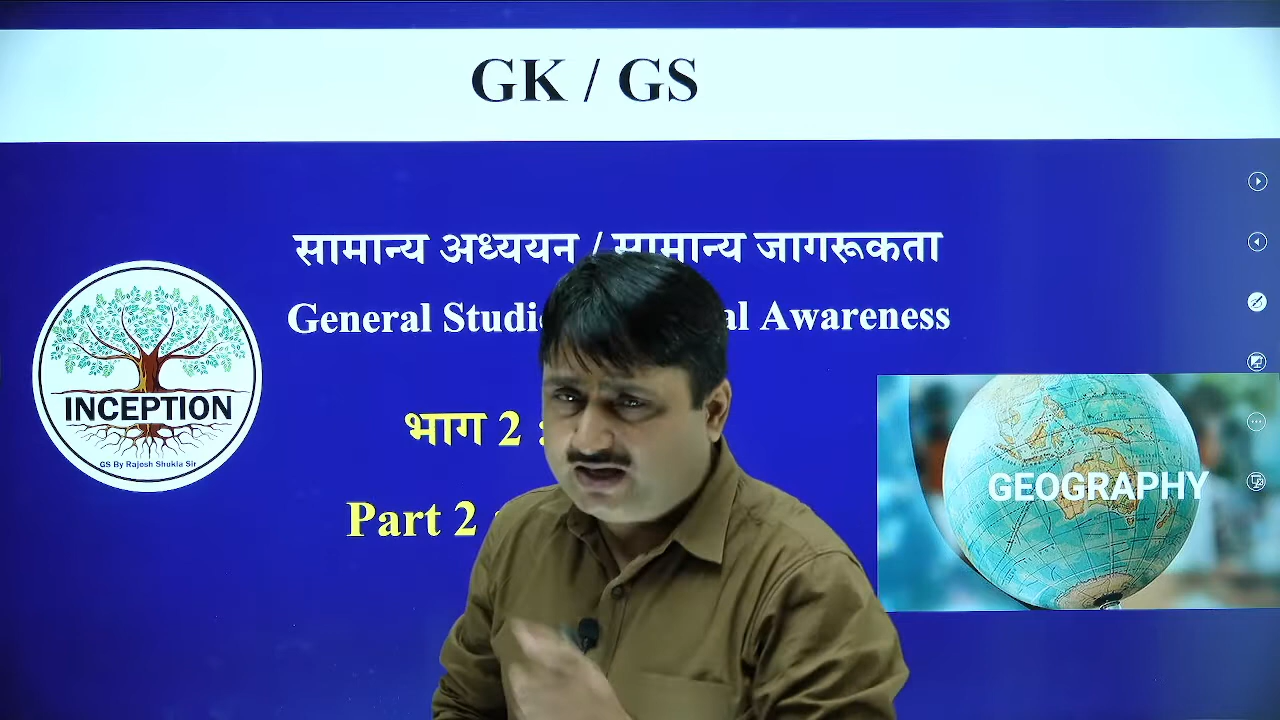 GK / GS
सामान्य अध्ययन / सामान्य जागरूकता
General Studi al Awareness
भाग 2 :
Part 2
INCEPTION
GS By Rajesh Shukla Sir
GEOGRAPHY